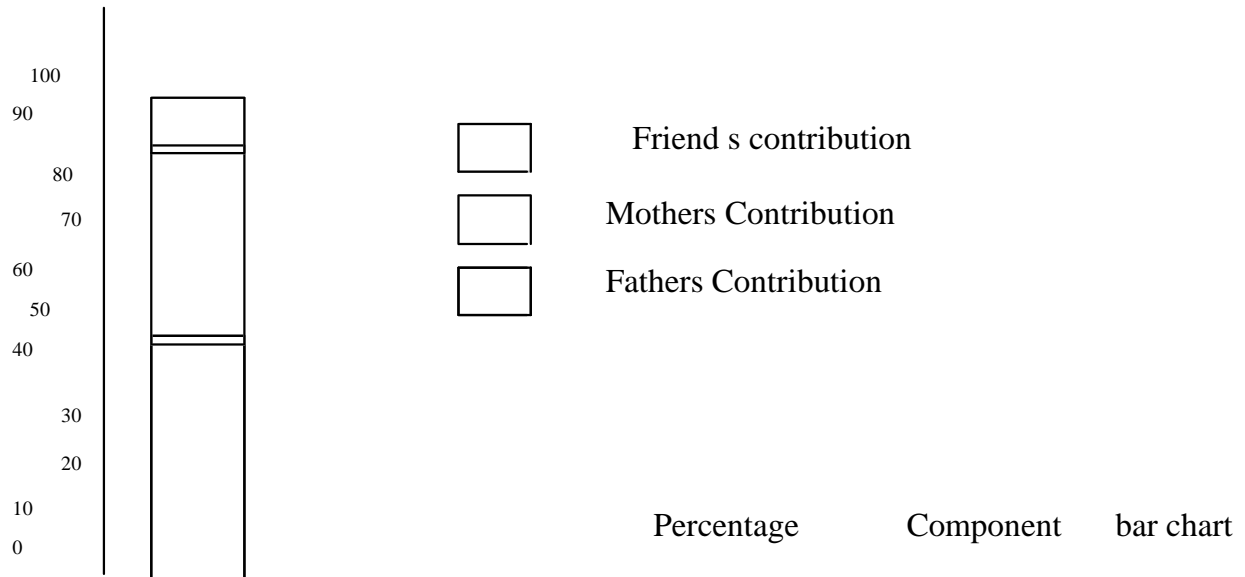 100
90
80
70
60
50
40
30
20
10
0
Friend s contribution
Mothers Contribution
Fathers Contribution
Percentage Component bar chart